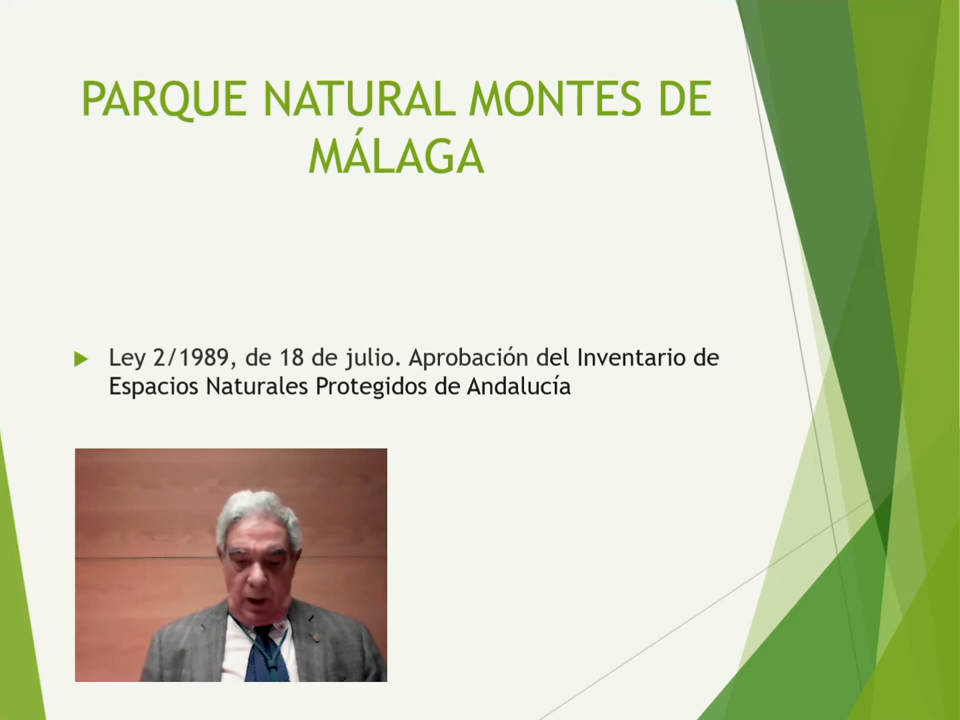 PARQUE NATURAL MONTES DE
MÁLAGA
Ley 2/1989, de 18 de julio. Aprobación del Inventario de
Espacios Naturales Protegidos de Andalucía